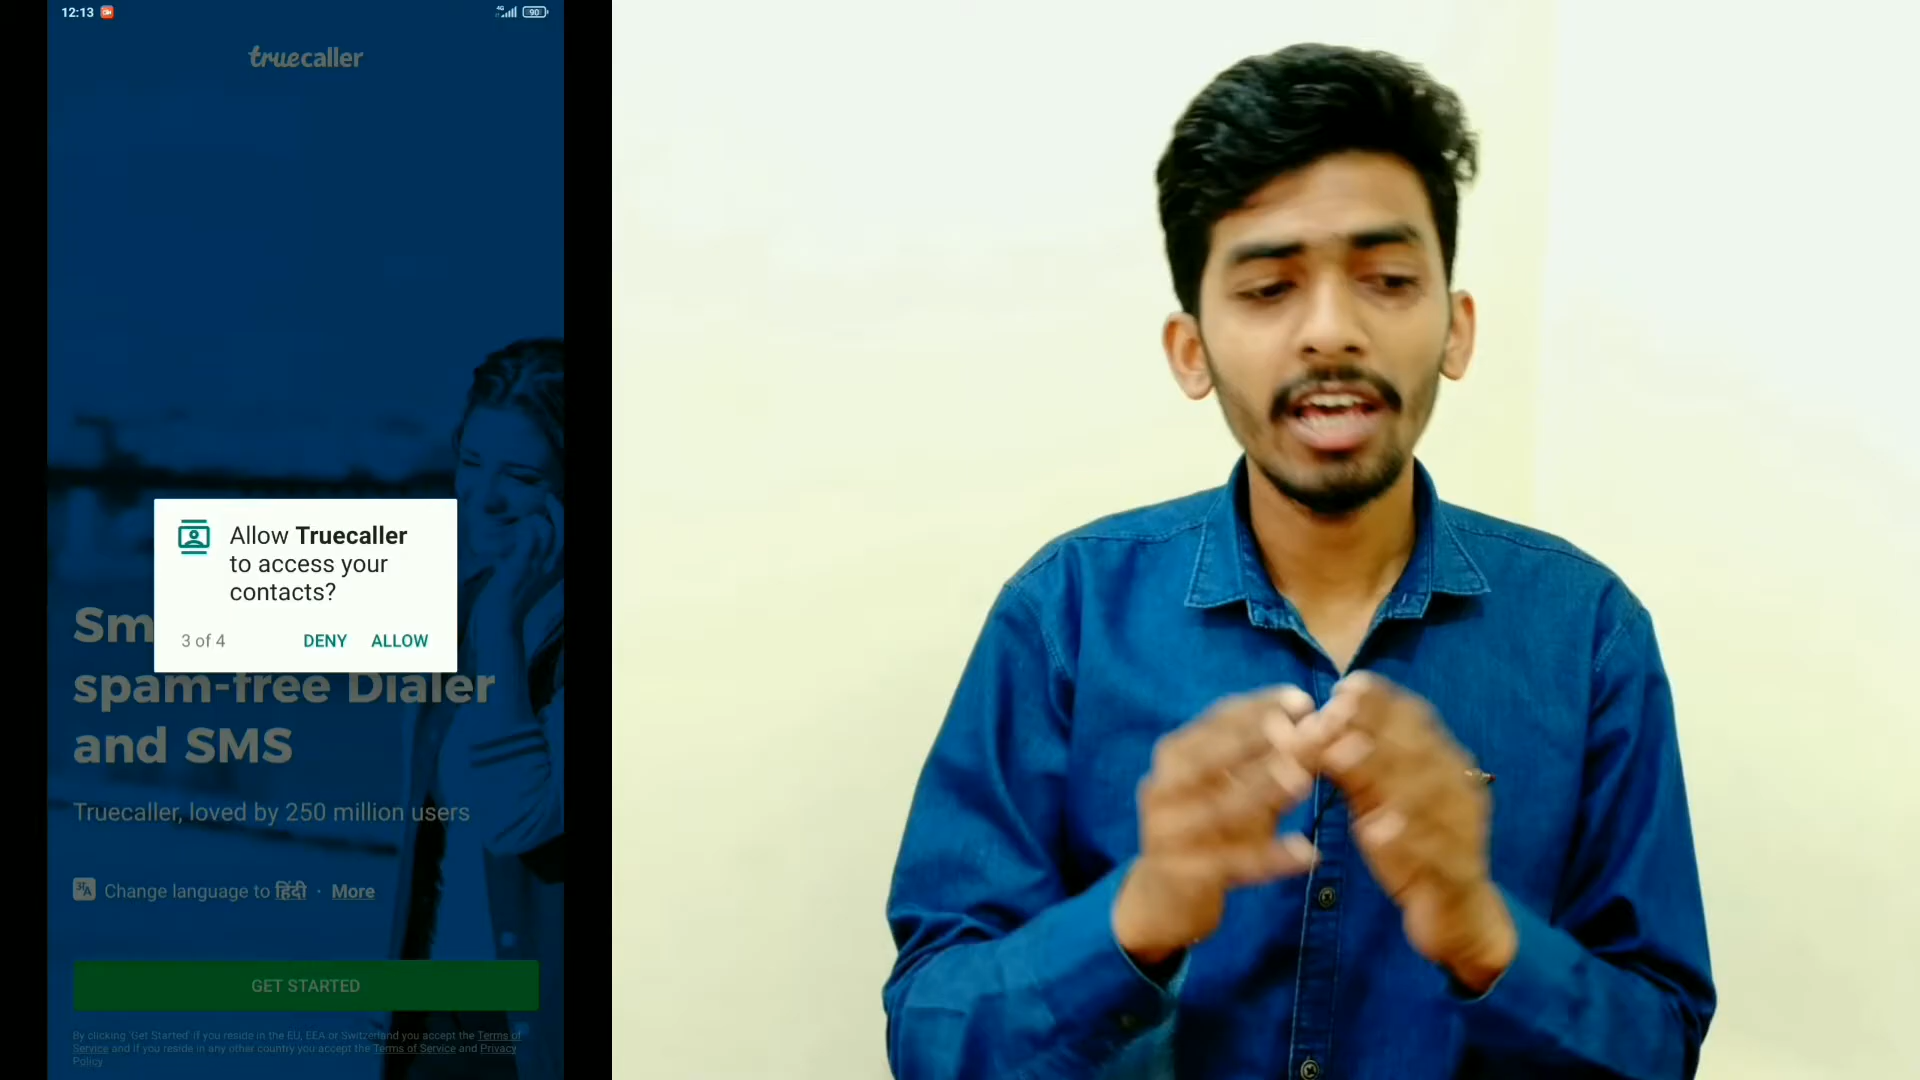 12:13
4G
90
truecaller
Allow Truecaller
to access your
contacts?
3 of 4
DENY
ALLOW
Sm
spam-free Dialer
and SMS
Truecaller, loved by 250 million users
Change language to हिंदी · More
GET STARTED
By clicking 'Get Started' if you reside in the EU, EEA or Switzerland you accept the Terms of
Service and if you reside in any other country you accept the Terms of Service and Privacy
Policy